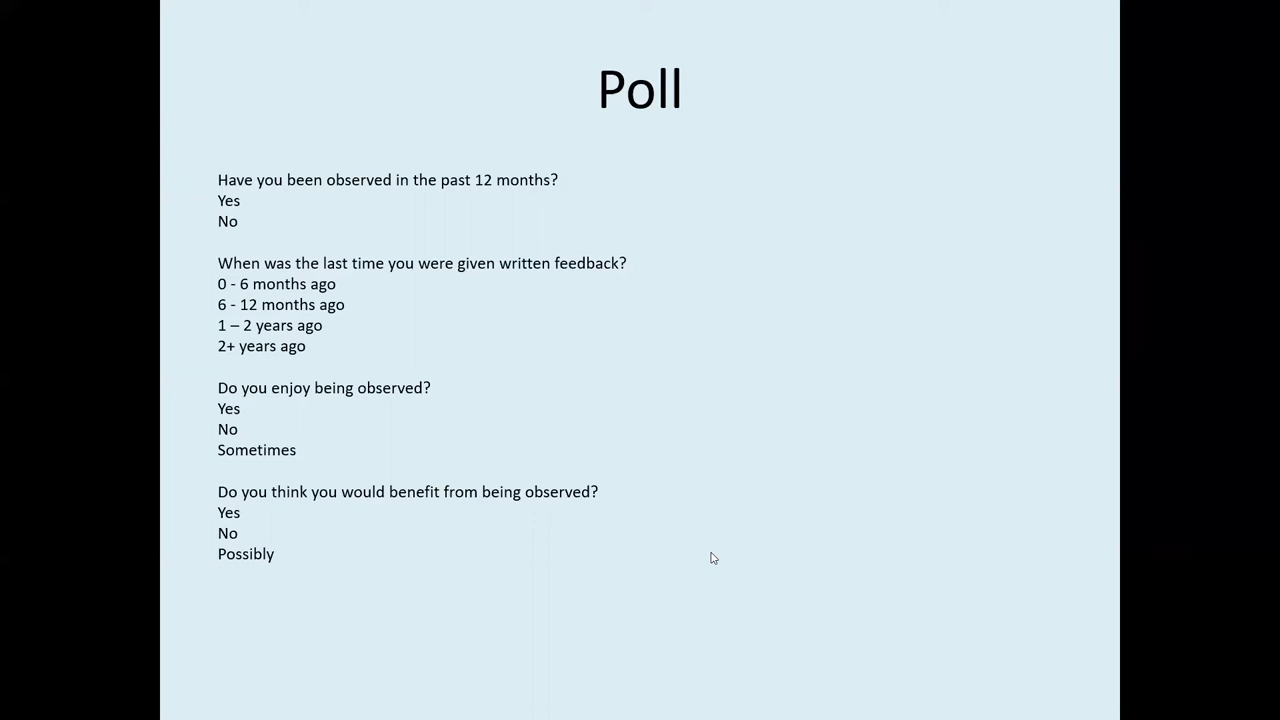 Poll
Have you been observed in the past 12 months?
Yes
No
When was the last time you were given written feedback?
0 - 6 months ago
6 - 12 months ago
1 – 2 years ago
2+ years ago
Do you enjoy being observed?
Yes
No
Sometimes
Do you think you would benefit from being observed?
Yes
No
Possibly